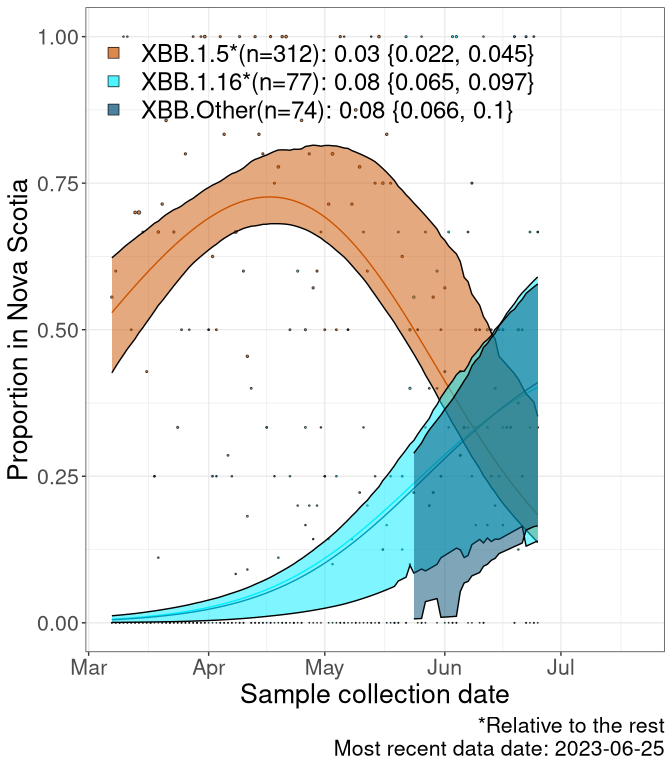 XBB.1.5*(n=312): 0.03 {0.022, 0.045}
XBB.1.16*(n=77): 0.08 {0.065, 0.097}
XBB.Other(n=74): 0.08 {0.066, 0.1}
Proportion in Nova Scotia
1.00
0.75
0.50
0.25
0.00
Mar Apr May Jun Jul
Sample collection date
*Relative to the rest
Most recent data date: 2023-06-25